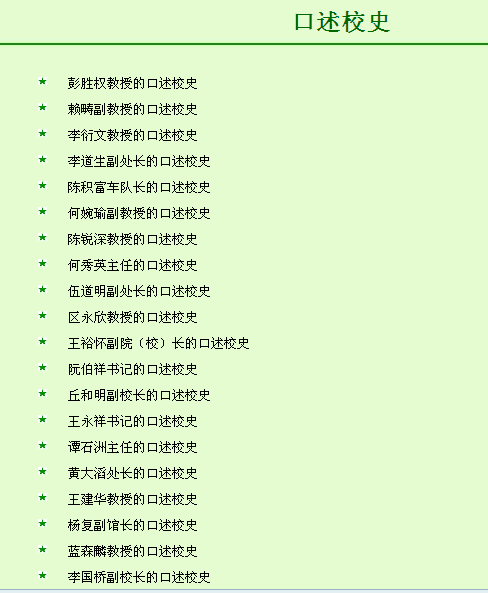 口述校史
彭胜权教授的口述校史
赖畴副教授的口述校史
李衍文教授的口述校史
李道生副处长的口述校史
陈积富车队长的口述校史
何婉瑜副教授的口述校史
陈锐深教授的口述校史
何秀英主任的口述校史
伍道明副处长的口述校史
区永欣教授的口述校史
王裕怀副院（校）长的口述校史
阮伯祥书记的口述校史
丘和明副校长的口述校史
王永祥书记的口述校史
谭石洲主任的口述校史
黄大滔处长的口述校史
王建华教授的口述校史
杨复副馆长的口述校史
蓝森麟教授的口述校史
李国桥副校长的口述校史